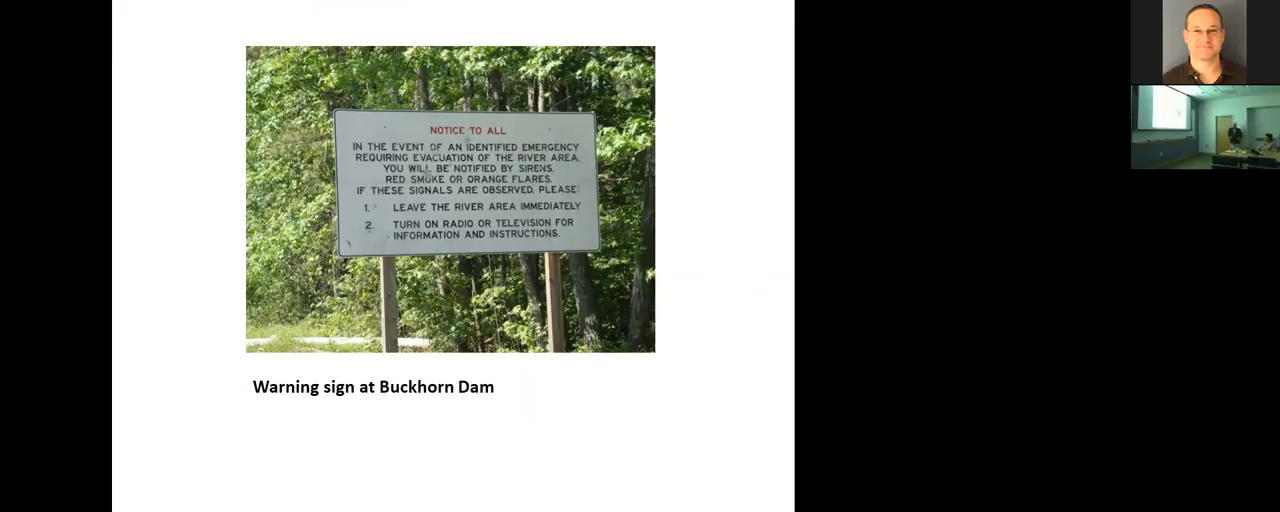 NOTICE TO ALL
IN THE EVENT OF AN IDENTIFIED EMERGENCY
REQUIRING EVACUATION OF THE RIVER AREA,
YOU WILL BE NOTIFIED BY SIRENS,
RED SMOKE OR ORANGE FLARES.
IF THESE SIGNALS ARE OBSERVED, PLEASE:
1. LEAVE THE RIVER AREA IMMEDIATELY
2. TURN ON RADIO OR TELEVISION FOR
INFORMATION AND INSTRUCTIONS.
Warning sign at Buckhorn Dam